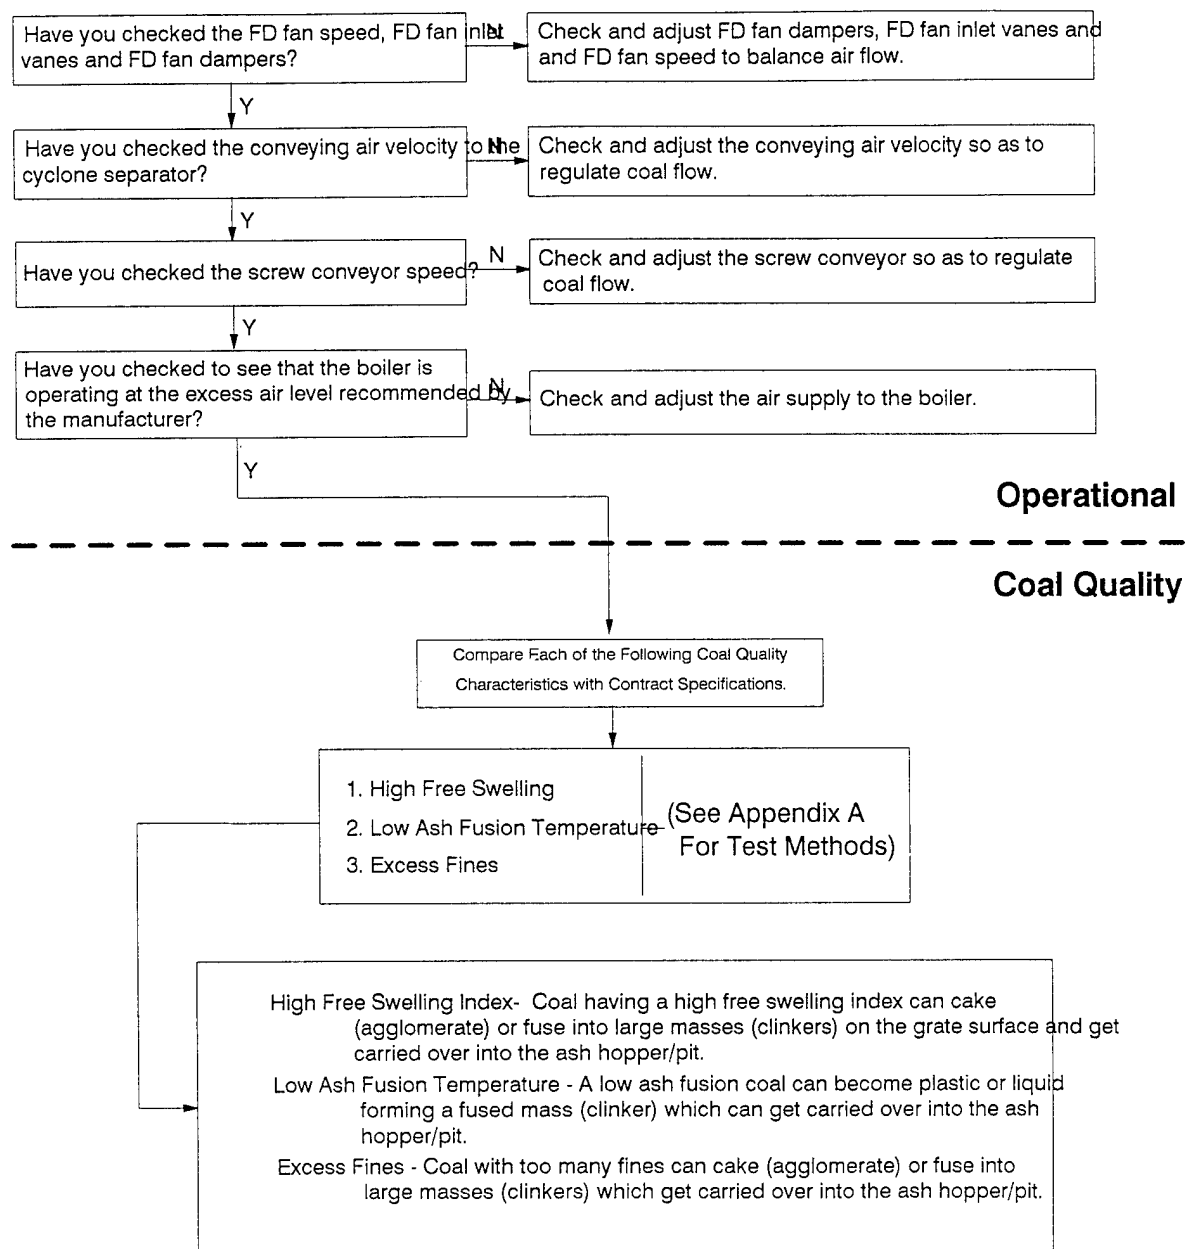 Have you checked the FD fan speed, FD fan inlet
vanes and FD fan dampers?
N
Check and adjust FD fan dampers, FD fan inlet vanes and
and FD fan speed to balance air flow.
Y
Have you checked the conveying air velocity to the
cyclone separator?
N
Check and adjust the conveying air velocity so as to
regulate coal flow.
Y
Have you checked the screw conveyor speed?
N
Check and adjust the screw conveyor so as to regulate
coal flow.
Y
Have you checked to see that the boiler is
operating at the excess air level recommended by
the manufacturer?
N
Check and adjust the air supply to the boiler.
Y
Operational
Coal Quality
Compare Each of the Following Coal Quality
Characteristics with Contract Specifications.
1. High Free Swelling
2. Low Ash Fusion Temperature
3. Excess Fines
(See Appendix A
For Test Methods)
High Free Swelling Index- Coal having a high free swelling index can cake
(agglomerate) or fuse into large masses (clinkers) on the grate surface and get
carried over into the ash hopper/pit.
Low Ash Fusion Temperature - A low ash fusion coal can become plastic or liquid
forming a fused mass (clinker) which can get carried over into the ash
hopper/pit.
Excess Fines - Coal with too many fines can cake (agglomerate) or fuse into
large masses (clinkers) which get carried over into the ash hopper/pit.